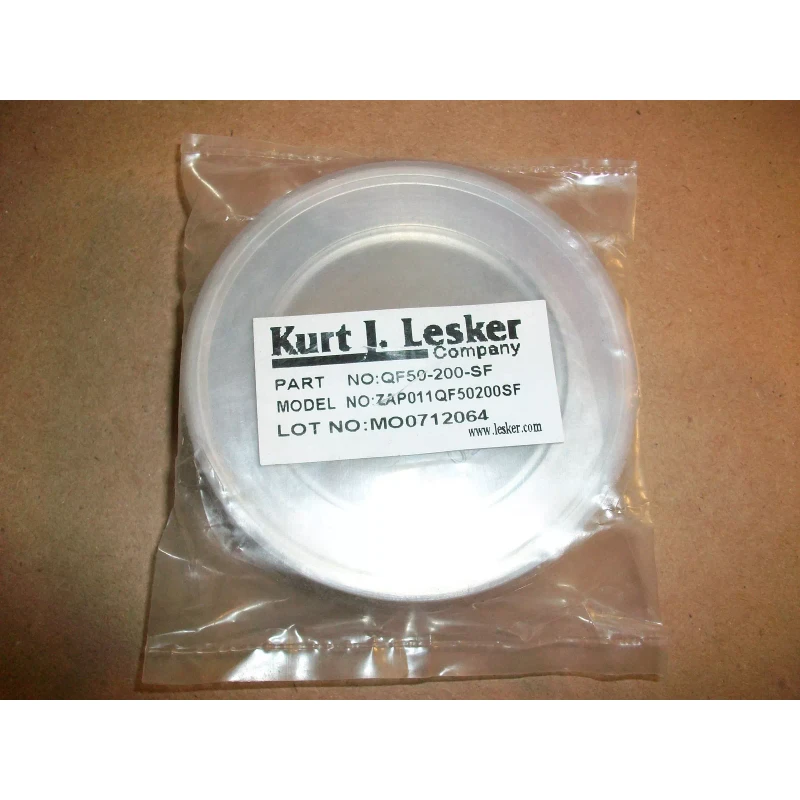 Kurt J. Lesker
Company
PART NO:QF50-200-SF
MODEL NO:ZAP011QF50200SF
LOT NO:MO0712064
www.lesker.com